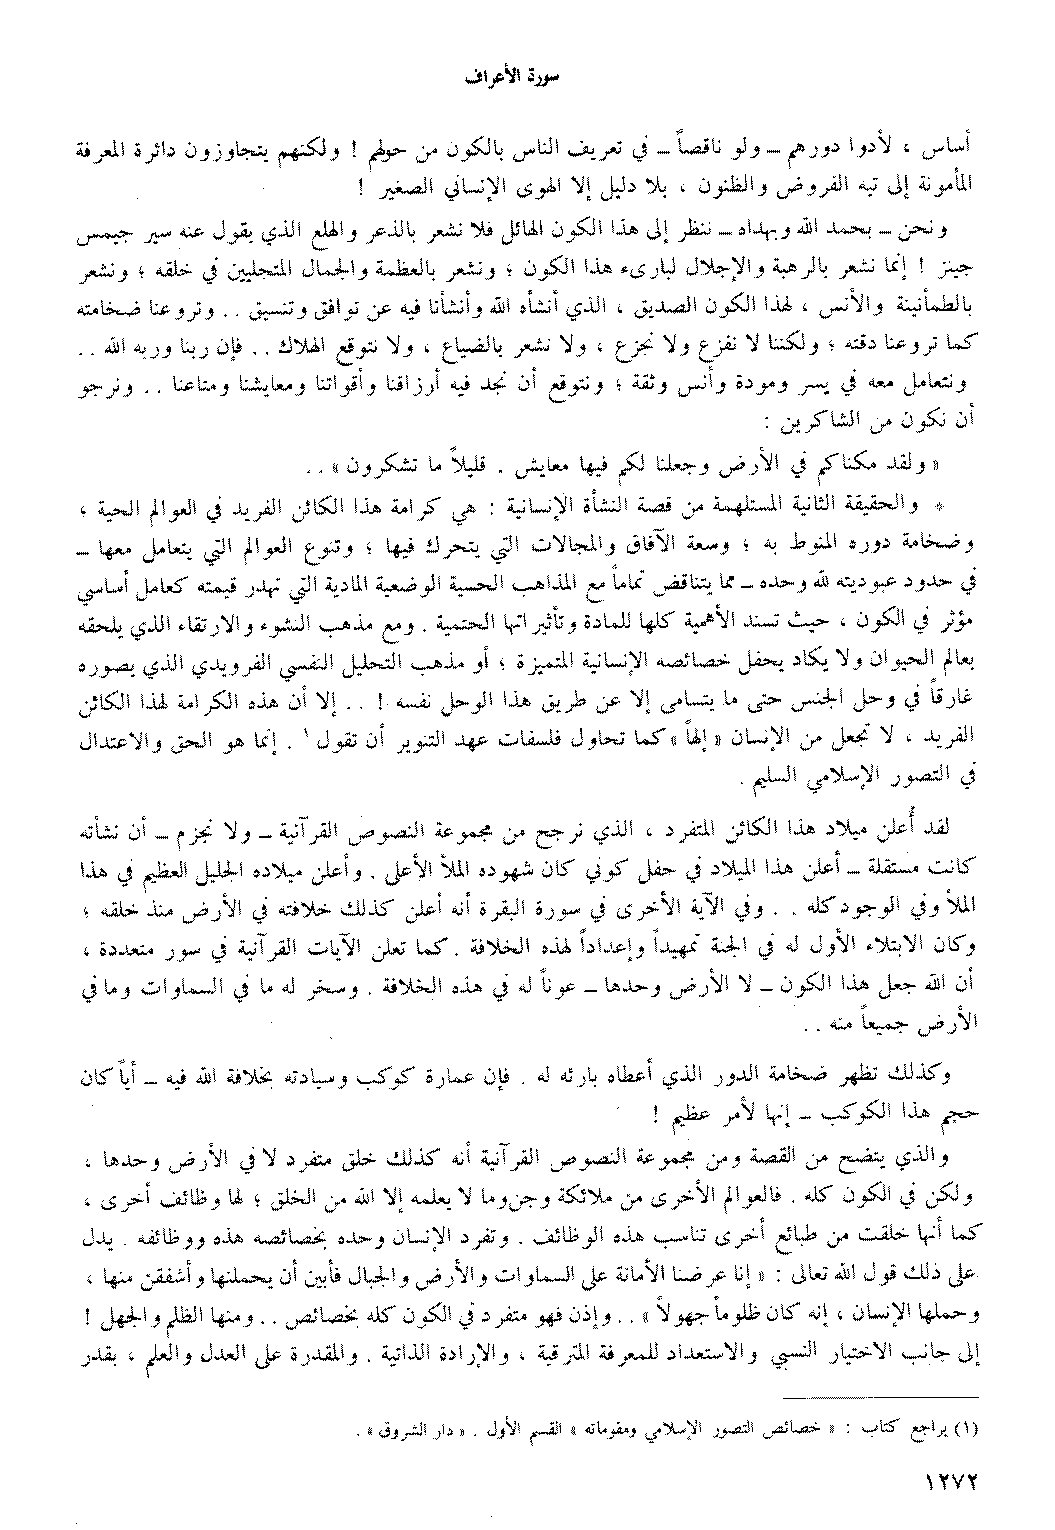 سورة الأعراف
أساس ، لأدوا دورهم – ولو ناقصاً – في تعريف الناس بالكون من حولهم ! ولكنهم يتجاوزون دائرة المعرفة
المأمونة إلى تيه الفروض والظنون ، بلا دليل إلا الهوى الإنساني الصغير !
ونحن – بحمد الله وبهداه – ننظر إلى هذا الكون الهائل فلا نشعر بالذعر والهلع الذي يقول عنه سير جيمس
جينز ! إنما نشعر بالرهبة والإجلال لبارىء هذا الكون ؛ ونشعر بالعظمة والجمال المتجليين في خلقه ؛ ونشعر
بالطمأنينة والأنس ، لهذا الكون الصديق ، الذي أنشأه الله وأنشأنا فيه عن توافق وتنسيق .. وتروعنا ضخامته
كما تروعنا دقته ؛ ولكننا لا نفزع ولا نجزع ، ولا نشعر بالضياع ، ولا نتوقع الهلاك .. فإن ربنا وربه الله ..
ونتعامل معه في يسر ومودة وأنس وثقة ؛ ونتوقع أن نجد فيه أرزاقنا وأقواتنا ومعايشنا ومتاعنا .. ونرجو
أن نكون من الشاكرين :
« ولقد مكناكم في الأرض وجعلنا لكم فيها معايش . قليلاً ما تشكرون » ..
* والحقيقة الثانية المستلهمة من قصة النشأة الإنسانية : هي كرامة هذا الكائن الفريد في العوالم الحية ،
وضخامة دوره المنوط به ؛ وسعة الآفاق والمجالات التي يتحرك فيها ؛ وتنوع العوالم التي يتعامل معها –
في حدود عبوديته لله وحده – مما يتناقض تماماً مع المذاهب الحسية الوضعية المادية التي تهدر قيمته كعامل أساسي
مؤثر في الكون ، حيث تسند الأهمية كلها للمادة وتأثيراتها الحتمية . ومع مذهب النشوء والارتقاء الذي يلحقه
بعالم الحيوان ولا يكاد يحفل خصائصه الإنسانية المتميزة ؛ أو مذهب التحليل النفسي الفرويدي الذي يصوره
غارقاً في وحل الجنس حتى ما يتسامى إلا عن طريق هذا الوحل نفسه ! .. إلا أن هذه الكرامة لهذا الكائن
الفريد ، لا تجعل من الإنسان « إلهاً » كما تحاول فلسفات عهد التنوير أن تقول ١ . إنما هو الحق والاعتدال
في التصور الإسلامي السليم .
لقد أُعلن ميلاد هذا الكائن المتفرد ، الذي نرجح من مجموعة النصوص القرآنية – ولا نجزم – أن نشأته
كانت مستقلة – أعلن هذا الميلاد في حفل كوني كان شهوده الملأ الأعلى . وأعلن ميلاده الجليل العظيم في هذا
الملأ وفي الوجود كله .. وفي الآية الأخرى في سورة البقرة أنه أعلن كذلك خلافته في الأرض منذ خلقه ؛
وكان الابتلاء الأول له في الجنة تمهيداً وإعداداً لهذه الخلافة . كما تعلن الآيات القرآنية في سور متعددة ،
أن الله جعل هذا الكون – لا الأرض وحدها – عوناً له في هذه الخلافة . وسخر له ما في السماوات وما في
الأرض جميعاً منه ..
وكذلك تظهر ضخامة الدور الذي أعطاه بارئه له . فإن عمارة كوكب وسيادته بخلافة الله فيه – أياً كان
حجم هذا الكوكب – إنها لأمر عظيم !
والذي يتضح من القصة ومن مجموعة النصوص القرآنية أنه كذلك خلق متفرد لا في الأرض وحدها ،
ولكن في الكون كله . فالعوالم الأخرى من ملائكة وجن وما لا يعلمه إلا الله من الخلق ؛ لها وظائف أخرى ،
كما أنها خلقت من طبائع أخرى تناسب هذه الوظائف . وتفرد الإنسان وحده بخصائصه هذه ووظائفه . يدل
على ذلك قول الله تعالى : « إنا عرضنا الأمانة على السماوات والأرض والجبال فأبين أن يحملنها وأشفقن منها ،
وحملها الإنسان ، إنه كان ظلوماً جهولاً » .. وإذن فهو متفرد في الكون كله بخصائص .. ومنها الظلم والجهل !
إلى جانب الاختيار النسبي والاستعداد للمعرفة المترقية ، والإرادة الذاتية . والمقدرة على العدل والعلم ، بقدر
(١) يراجع كتاب : « خصائص التصور الإسلامي ومقوماته » القسم الأول . « دار الشروق » .
١٢٧٢